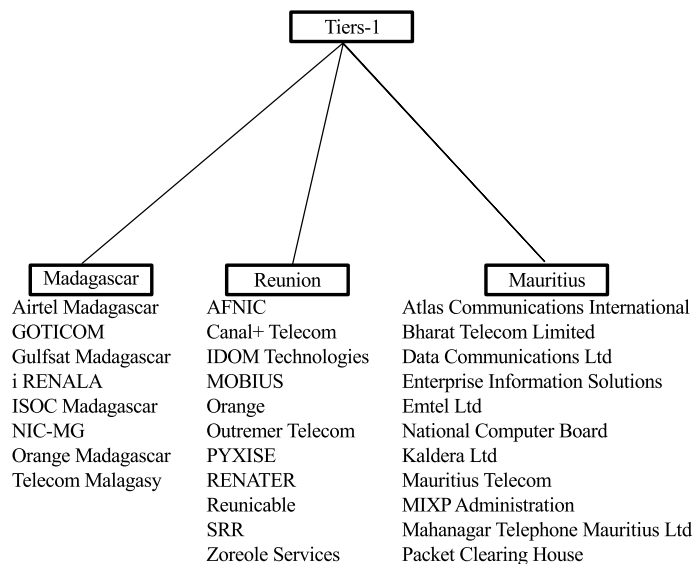 Tiers-1
Madagascar
Airtel Madagascar
GOTICOM
Gulfsat Madagascar
i RENALA
ISOC Madagascar
NIC-MG
Orange Madagascar
Telecom Malagasy
Reunion
AFNIC
Canal+ Telecom
IDOM Technologies
MOBIUS
Orange
Outremer Telecom
PYXISE
RENATER
Reunicable
SRR
Zoreole Services
Mauritius
Atlas Communications International
Bharat Telecom Limited
Data Communications Ltd
Enterprise Information Solutions
Emtel Ltd
National Computer Board
Kaldera Ltd
Mauritius Telecom
MIXP Administration
Mahanagar Telephone Mauritius Ltd
Packet Clearing House